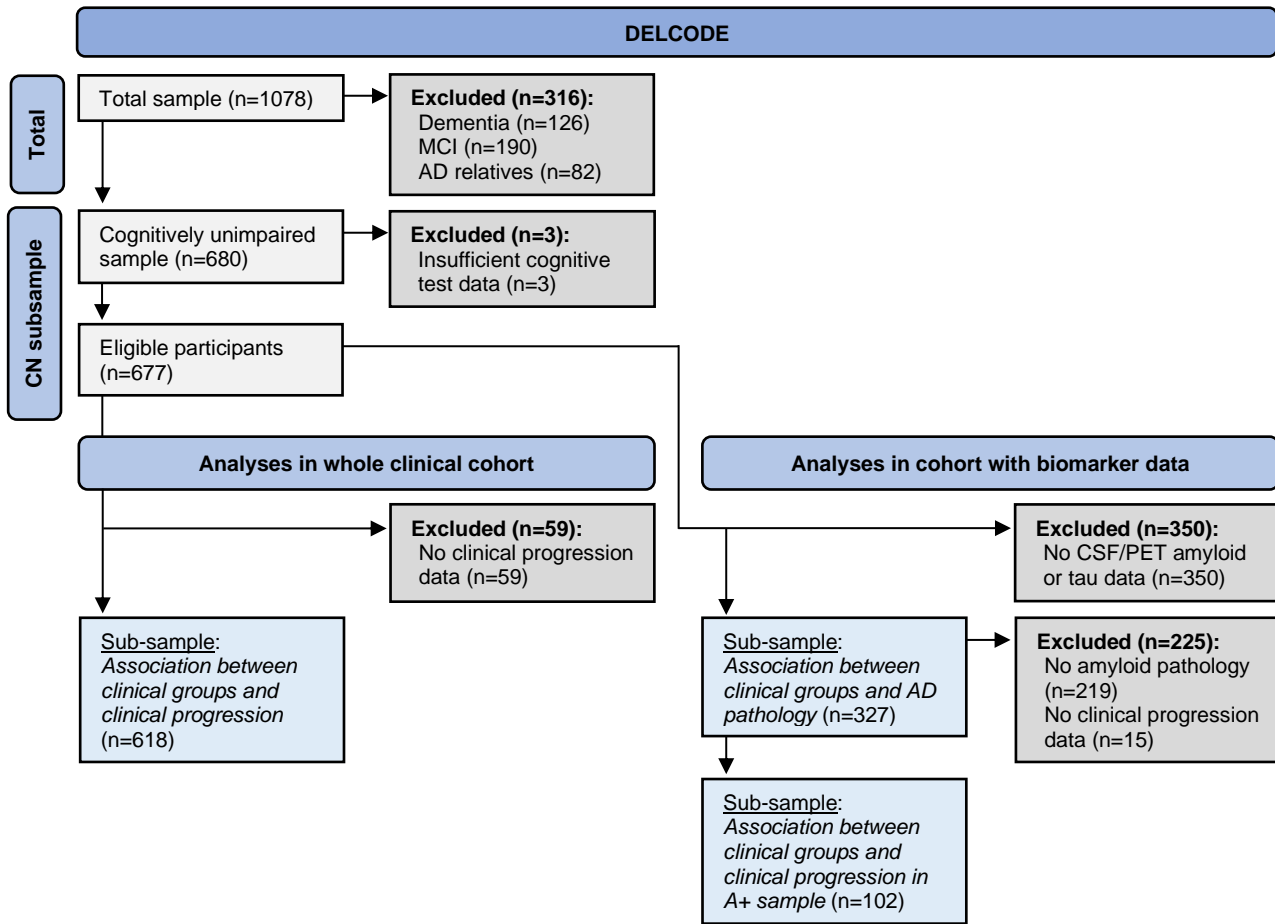 DELCODE
Total
Total sample (n=1078)
Excluded (n=316):
Dementia (n=126)
MCI (n=190)
AD relatives (n=82)
CN subsample
Cognitively unimpaired
sample (n=680)
Excluded (n=3):
Insufficient cognitive
test data (n=3)
Eligible participants
(n=677)
Analyses in whole clinical cohort
Excluded (n=59):
No clinical progression
data (n=59)
Sub-sample:
Association between
clinical groups and
clinical progression
(n=618)
Analyses in cohort with biomarker data
Excluded (n=350):
No CSF/PET amyloid
or tau data (n=350)
Sub-sample:
Association between
clinical groups and AD
pathology (n=327)
Excluded (n=225):
No amyloid pathology
(n=219)
No clinical progression
data (n=15)
Sub-sample:
Association between
clinical groups and
clinical progression in
A+ sample (n=102)